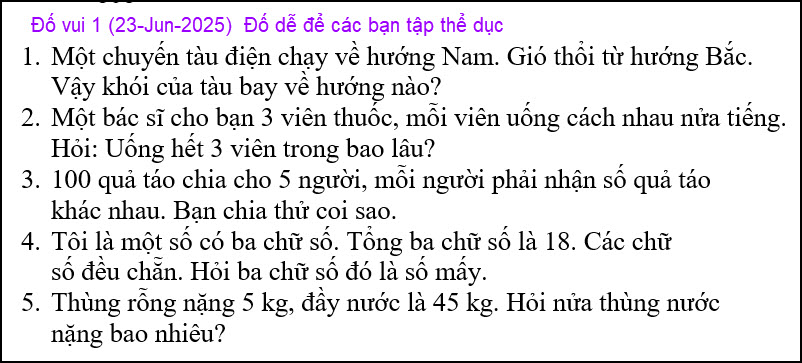 Đố vui 1 (23-Jun-2025) Đố dễ để các bạn tập thể dục
1. Một chuyến tàu điện chạy về hướng Nam. Gió thổi từ hướng Bắc.
Vậy khói của tàu bay về hướng nào?
2. Một bác sĩ cho bạn 3 viên thuốc, mỗi viên uống cách nhau nửa tiếng.
Hỏi: Uống hết 3 viên trong bao lâu?
3. 100 quả táo chia cho 5 người, mỗi người phải nhận số quả táo
khác nhau. Bạn chia thử coi sao.
4. Tôi là một số có ba chữ số. Tổng ba chữ số là 18. Các chữ
số đều chẵn. Hỏi ba chữ số đó là số mấy.
5. Thùng rỗng nặng 5 kg, đầy nước là 45 kg. Hỏi nửa thùng nước
nặng bao nhiêu?